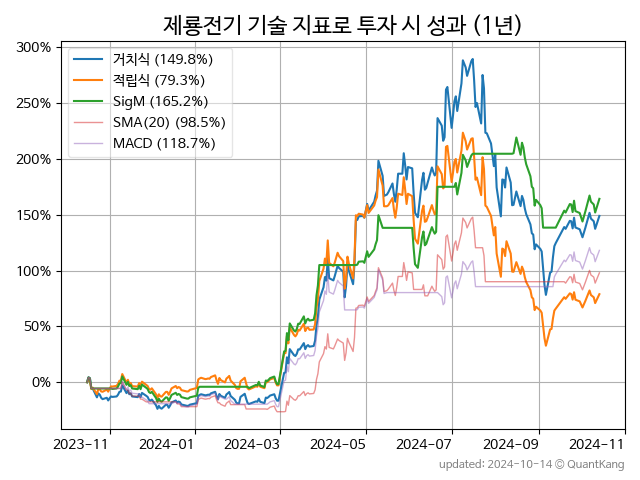 제룡전기 기술 지표로 투자 시 성과 (1년)
거치식 (149.8%)
적립식 (79.3%)
SigM (165.2%)
SMA(20) (98.5%)
MACD (118.7%)
300%
250%
200%
150%
100%
50%
0%
2023-11 2024-01 2024-03 2024-05 2024-07 2024-09 2024-11
updated: 2024-10-14 © QuantKang